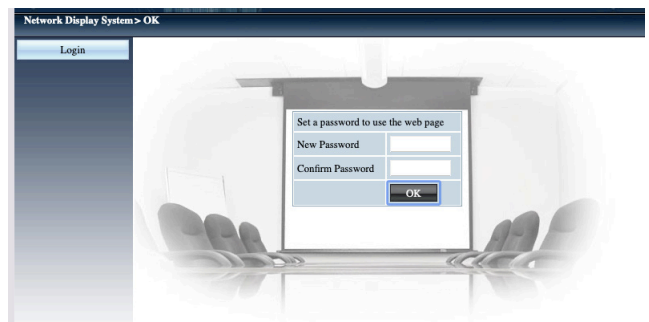 Network Display System> OK
Login
Set a password to use the web page
New Password
Confirm Password
OK